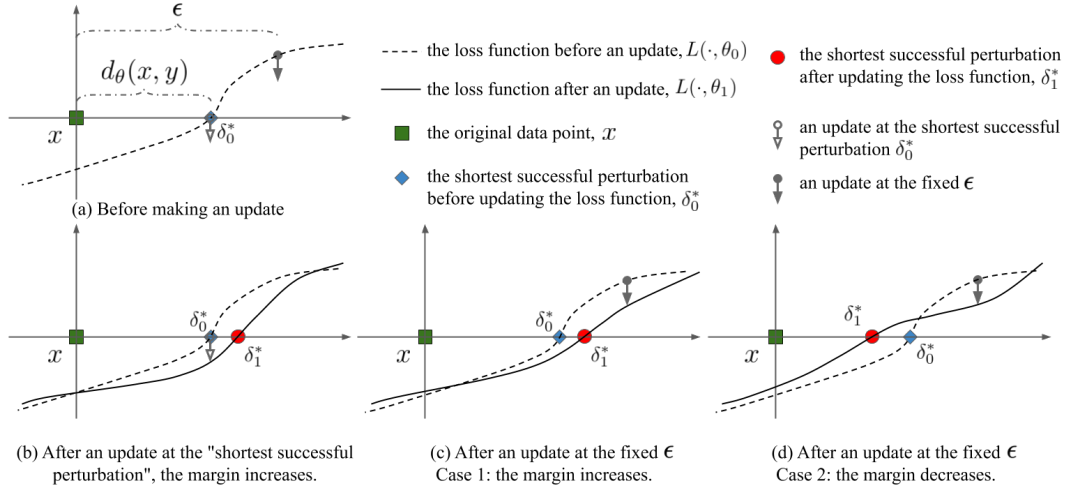 ϵ
d_θ(x, y)
x
δ_0^*
(a) Before making an update
the loss function before an update, L(·, θ_0)
the loss function after an update, L(·, θ_1)
the original data point, x
the shortest successful perturbation
before updating the loss function, δ_0^*
the shortest successful perturbation
after updating the loss function, δ_1^*
an update at the shortest successful
perturbation δ_0^*
an update at the fixed ϵ
x
δ_0^*
δ_1^*
(b) After an update at the "shortest successful
perturbation", the margin increases.
x
δ_0^*
δ_1^*
(c) After an update at the fixed ϵ
Case 1: the margin increases.
x
δ_1^*
δ_0^*
(d) After an update at the fixed ϵ
Case 2: the margin decreases.